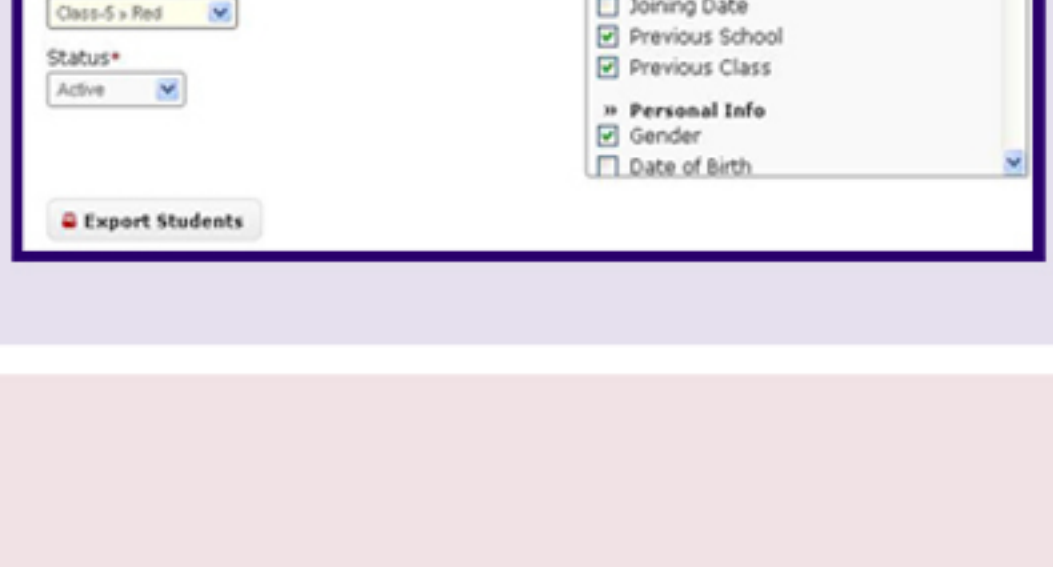 Class-5 » Red
Status*
Active
Export Students
Joining Date
Previous School
Previous Class
» Personal Info
Gender
Date of Birth